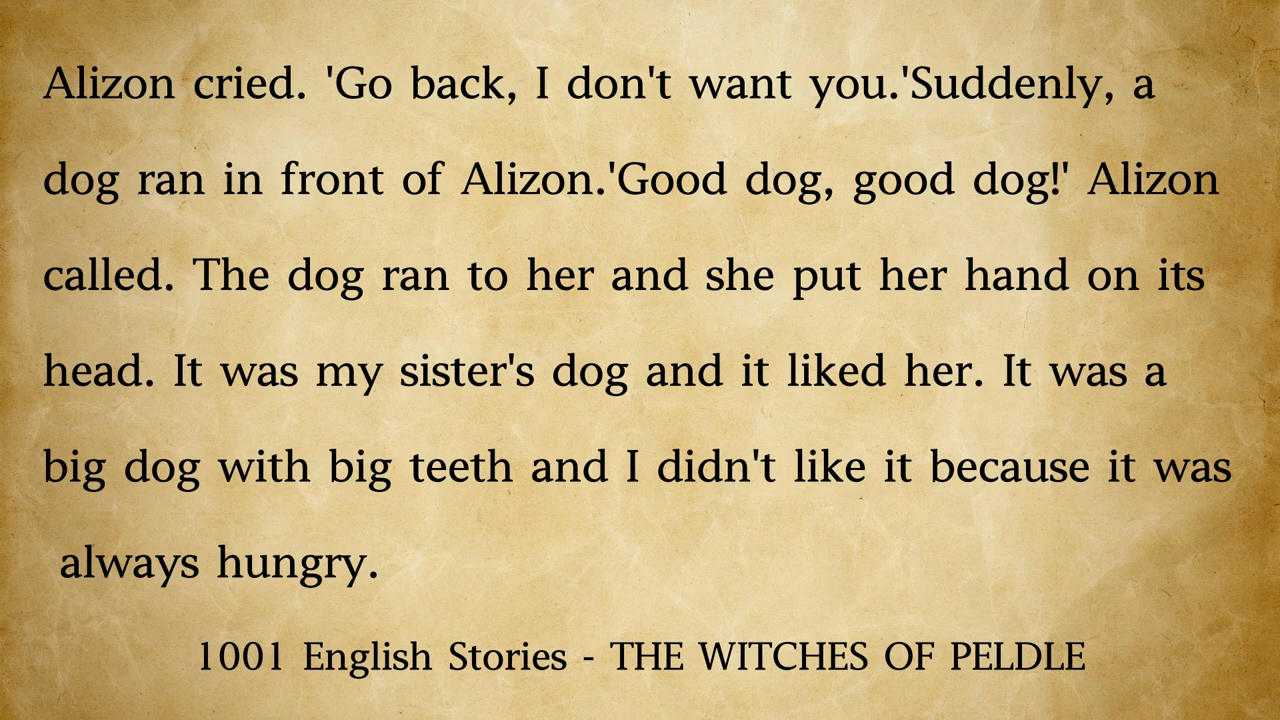 Alizon cried. 'Go back, I don't want you.'Suddenly, a
dog ran in front of Alizon.'Good dog, good dog!' Alizon
called. The dog ran to her and she put her hand on its
head. It was my sister's dog and it liked her. It was a
big dog with big teeth and I didn't like it because it was
always hungry.
1001 English Stories - THE WITCHES OF PELDLE